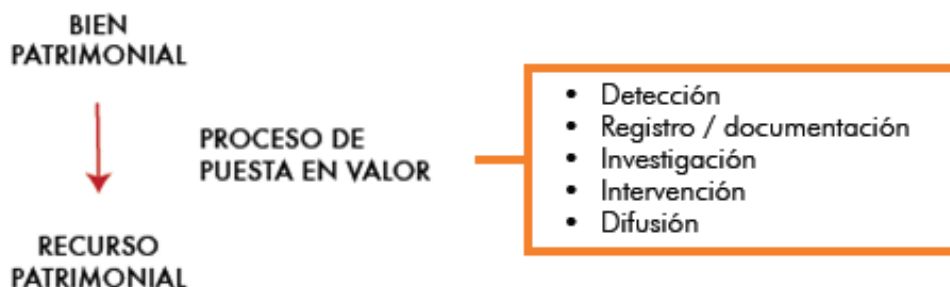 BIEN
PATRIMONIAL
PROCESO DE
PUESTA EN VALOR
• Detección
• Registro / documentación
• Investigación
• Intervención
• Difusión
RECURSO
PATRIMONIAL